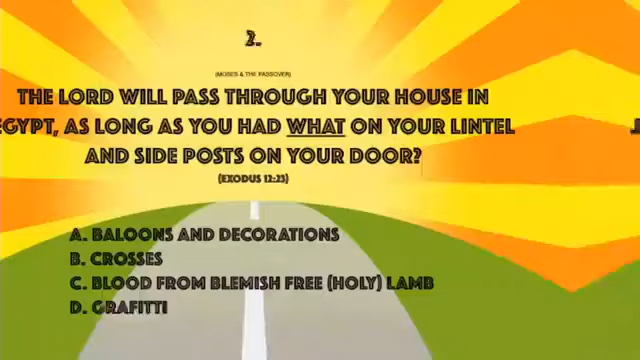 2.
(MOSES & THE PASSOVER)
THE LORD WILL PASS THROUGH YOUR HOUSE IN
EGYPT, AS LONG AS YOU HAD WHAT ON YOUR LINTEL
AND SIDE POSTS ON YOUR DOOR?
(EXODUS 12:23)
A. BALOONS AND DECORATIONS
B. CROSSES
C. BLOOD FROM BLEMISH FREE (HOLY) LAMB
D. GRAFITTI